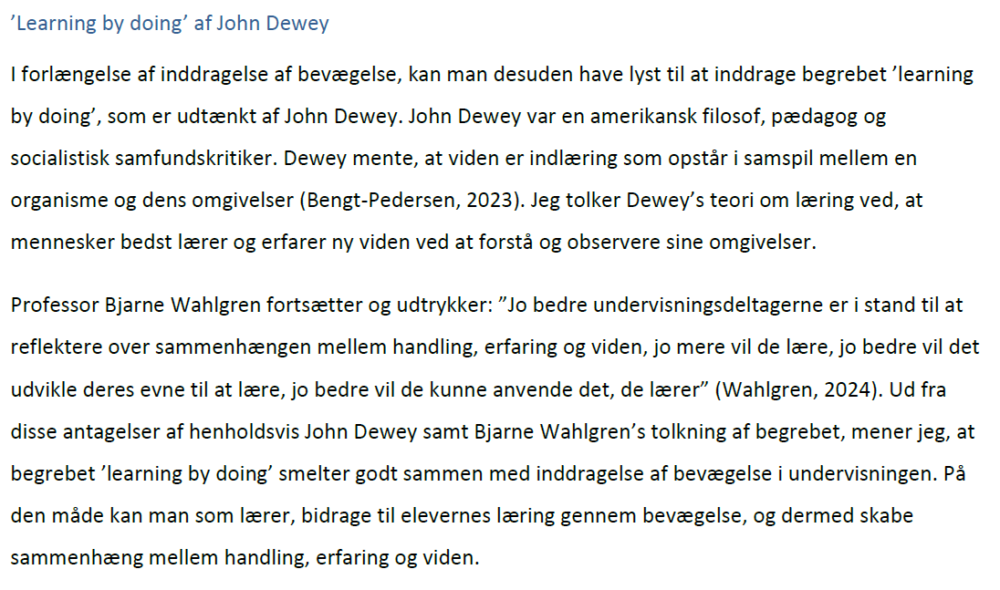 ’Learning by doing’ af John Dewey
I forlængelse af inddragelse af bevægelse, kan man desuden have lyst til at inddrage begrebet ’learning
by doing’, som er udtænkt af John Dewey. John Dewey var en amerikansk filosof, pædagog og
socialistisk samfundskritiker. Dewey mente, at viden er indlæring som opstår i samspil mellem en
organisme og dens omgivelser (Bengt-Pedersen, 2023). Jeg tolker Dewey’s teori om læring ved, at
mennesker bedst lærer og erfarer ny viden ved at forstå og observere sine omgivelser.
Professor Bjarne Wahlgren fortsætter og udtrykker: ”Jo bedre undervisningsdeltagerne er i stand til at
reflektere over sammenhængen mellem handling, erfaring og viden, jo mere vil de lære, jo bedre vil det
udvikle deres evne til at lære, jo bedre vil de kunne anvende det, de lærer” (Wahlgren, 2024). Ud fra
disse antagelser af henholdsvis John Dewey samt Bjarne Wahlgren’s tolkning af begrebet, mener jeg, at
begrebet ’learning by doing’ smelter godt sammen med inddragelse af bevægelse i undervisningen. På
den måde kan man som lærer, bidrage til elevernes læring gennem bevægelse, og dermed skabe
sammenhæng mellem handling, erfaring og viden.